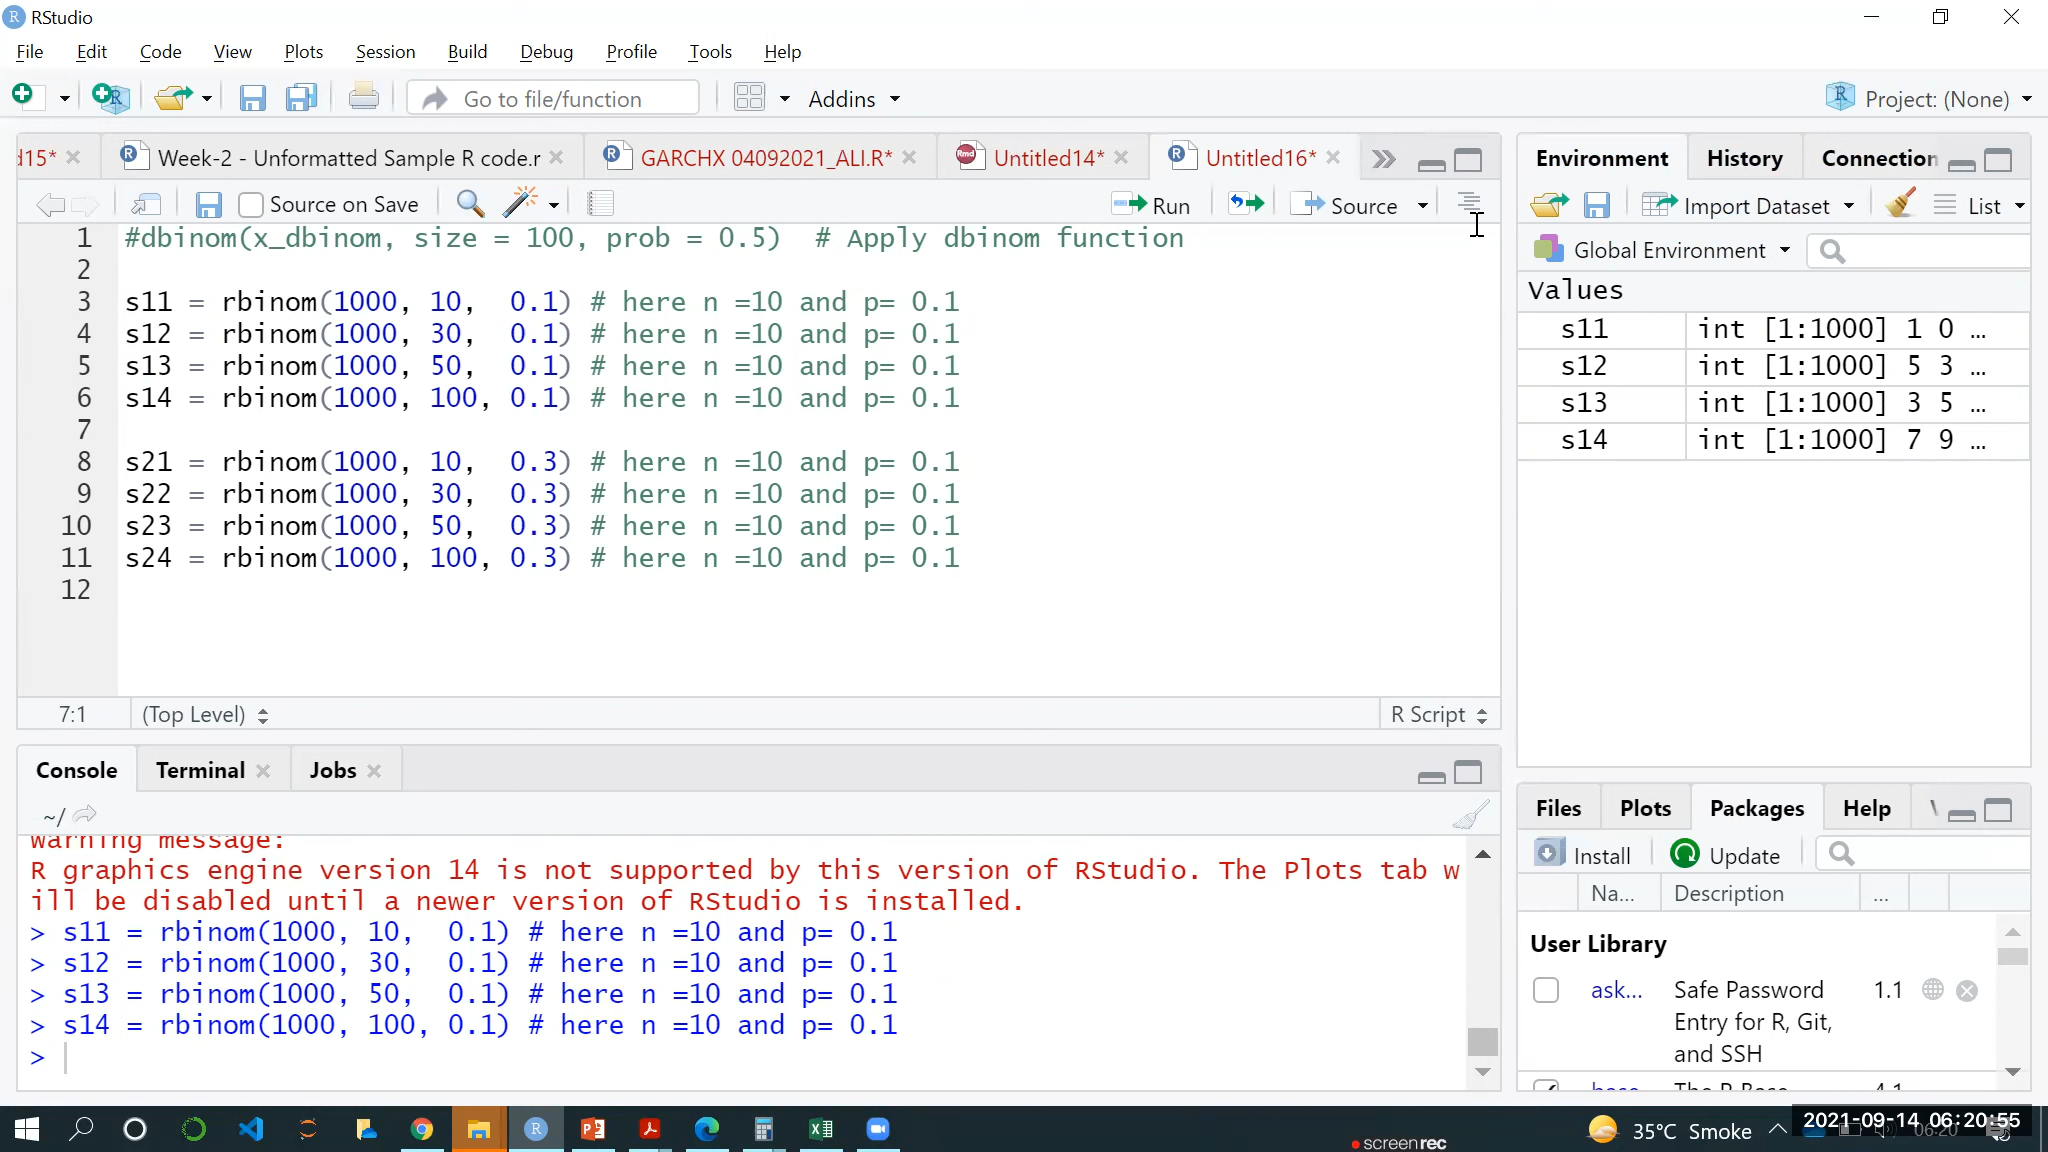 RStudio
File Edit Code View Plots Session Build Debug Profile Tools Help
Go to file/function Addins Project: (None)
d15* Week-2 - Unformatted Sample R code.r GARCHX 04092021_ALI.R* Untitled14* Untitled16*
Source on Save Run Source
1 #dbinom(x_dbinom, size = 100, prob = 0.5)  # Apply dbinom function
2
3 s11 = rbinom(1000, 10,  0.1) # here n =10 and p= 0.1
4 s12 = rbinom(1000, 30,  0.1) # here n =10 and p= 0.1
5 s13 = rbinom(1000, 50,  0.1) # here n =10 and p= 0.1
6 s14 = rbinom(1000, 100, 0.1) # here n =10 and p= 0.1
7
8 s21 = rbinom(1000, 10,  0.3) # here n =10 and p= 0.1
9 s22 = rbinom(1000, 30,  0.3) # here n =10 and p= 0.1
10 s23 = rbinom(1000, 50,  0.3) # here n =10 and p= 0.1
11 s24 = rbinom(1000, 100, 0.3) # here n =10 and p= 0.1
12
7:1 (Top Level) R Script
Console Terminal Jobs
~/
Warning message:
R graphics engine version 14 is not supported by this version of RStudio. The Plots tab w
ill be disabled until a newer version of RStudio is installed.
> s11 = rbinom(1000, 10,  0.1) # here n =10 and p= 0.1
> s12 = rbinom(1000, 30,  0.1) # here n =10 and p= 0.1
> s13 = rbinom(1000, 50,  0.1) # here n =10 and p= 0.1
> s14 = rbinom(1000, 100, 0.1) # here n =10 and p= 0.1
>
Environment History Connection
Import Dataset List
Global Environment
Values
s11 int [1:1000] 1 0 ...
s12 int [1:1000] 5 3 ...
s13 int [1:1000] 3 5 ...
s14 int [1:1000] 7 9 ...
Files Plots Packages Help
Install Update
Na... Description ...
User Library
ask... Safe Password 1.1
Entry for R, Git,
and SSH
base The R Base 4.1
35°C Smoke 2021-09-14 06:20:55
06:20
screenrec